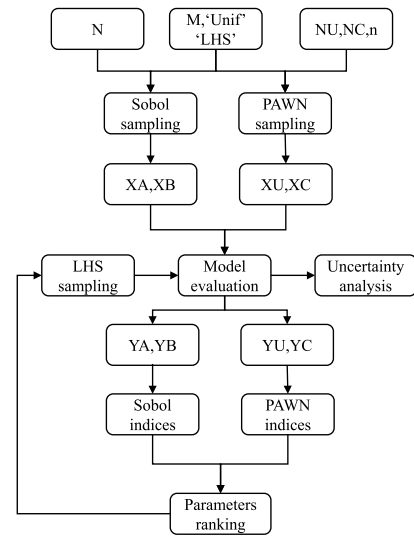 N
M,‘Unif’
‘LHS’
NU,NC,n
Sobol
sampling
PAWN
sampling
XA,XB
XU,XC
LHS
sampling
Model
evaluation
Uncertainty
analysis
YA,YB
YU,YC
Sobol
indices
PAWN
indices
Parameters
ranking